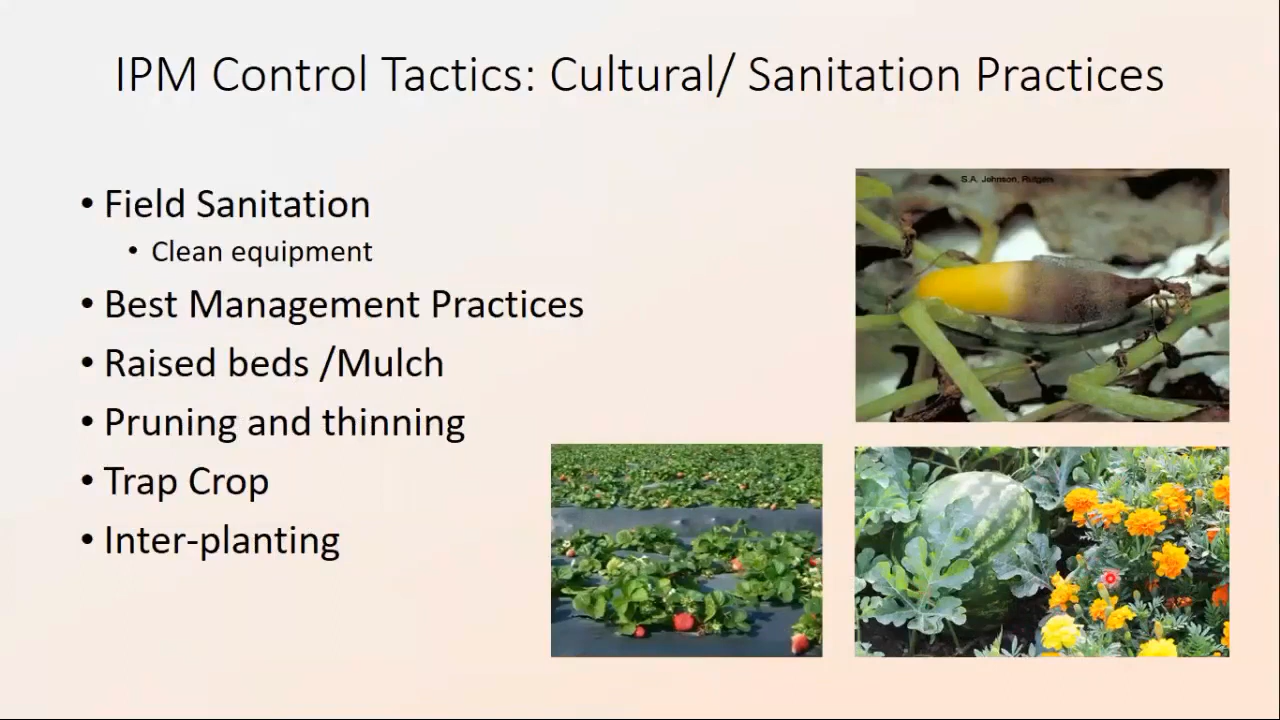 IPM Control Tactics: Cultural/ Sanitation Practices
• Field Sanitation
• Clean equipment
• Best Management Practices
• Raised beds /Mulch
• Pruning and thinning
• Trap Crop
• Inter-planting
S.A. Johnson, Rutgers